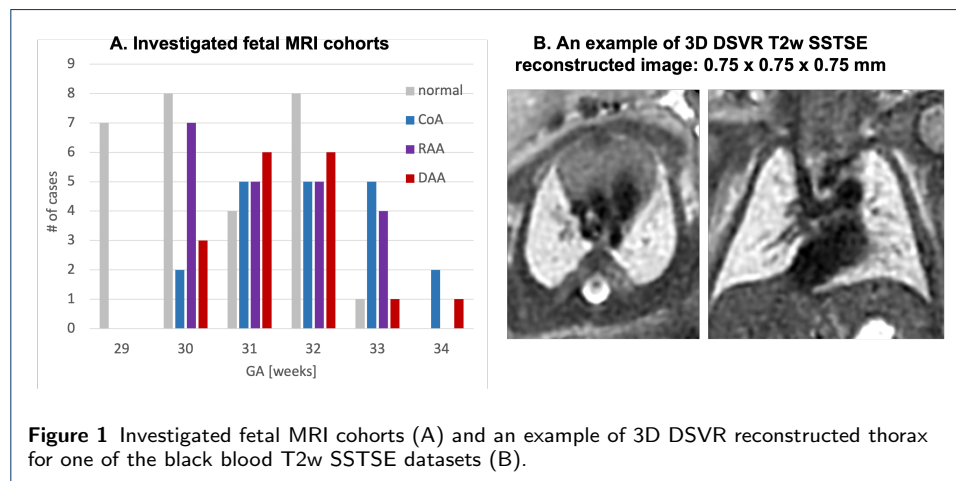 A. Investigated fetal MRI cohorts
9
8
7
6
5
4
3
2
1
0
# of cases
normal
CoA
RAA
DAA
29 30 31 32 33 34
GA [weeks]
B. An example of 3D DSVR T2w SSTSE
reconstructed image: 0.75 x 0.75 x 0.75 mm
Figure 1 Investigated fetal MRI cohorts (A) and an example of 3D DSVR reconstructed thorax
for one of the black blood T2w SSTSE datasets (B).